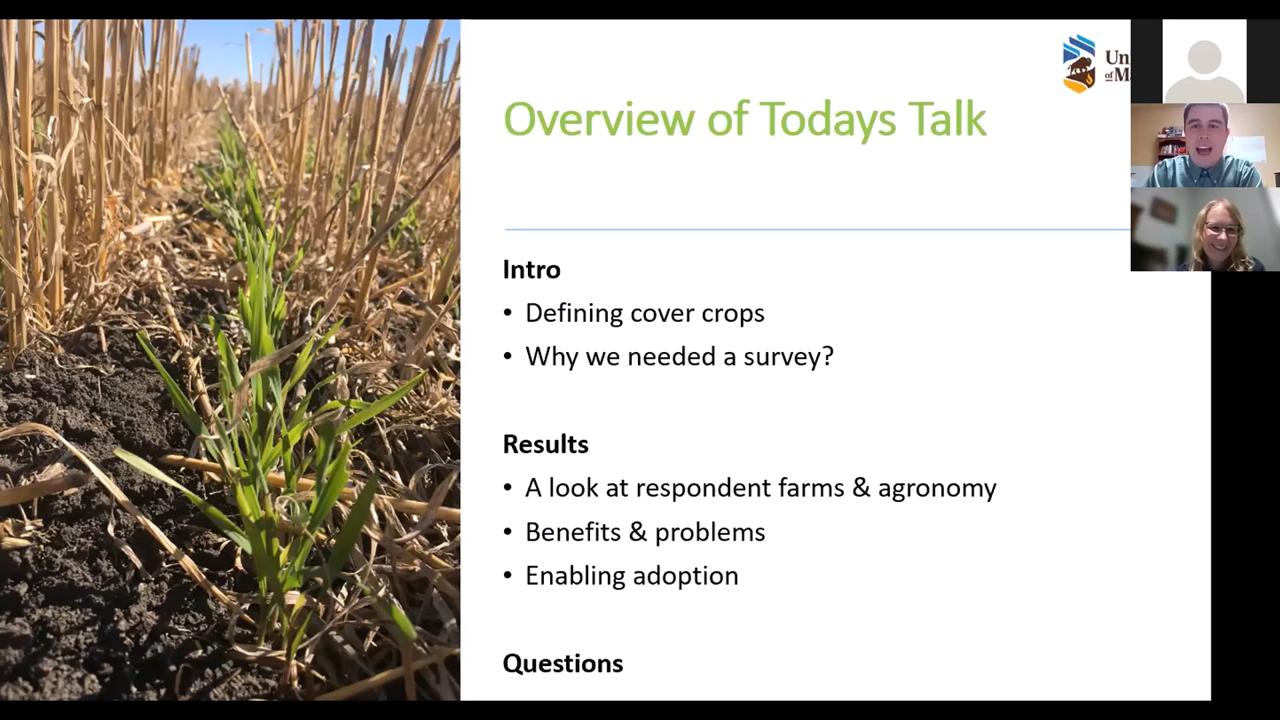 Overview of Todays Talk
Intro
• Defining cover crops
• Why we needed a survey?
Results
• A look at respondent farms & agronomy
• Benefits & problems
• Enabling adoption
Questions